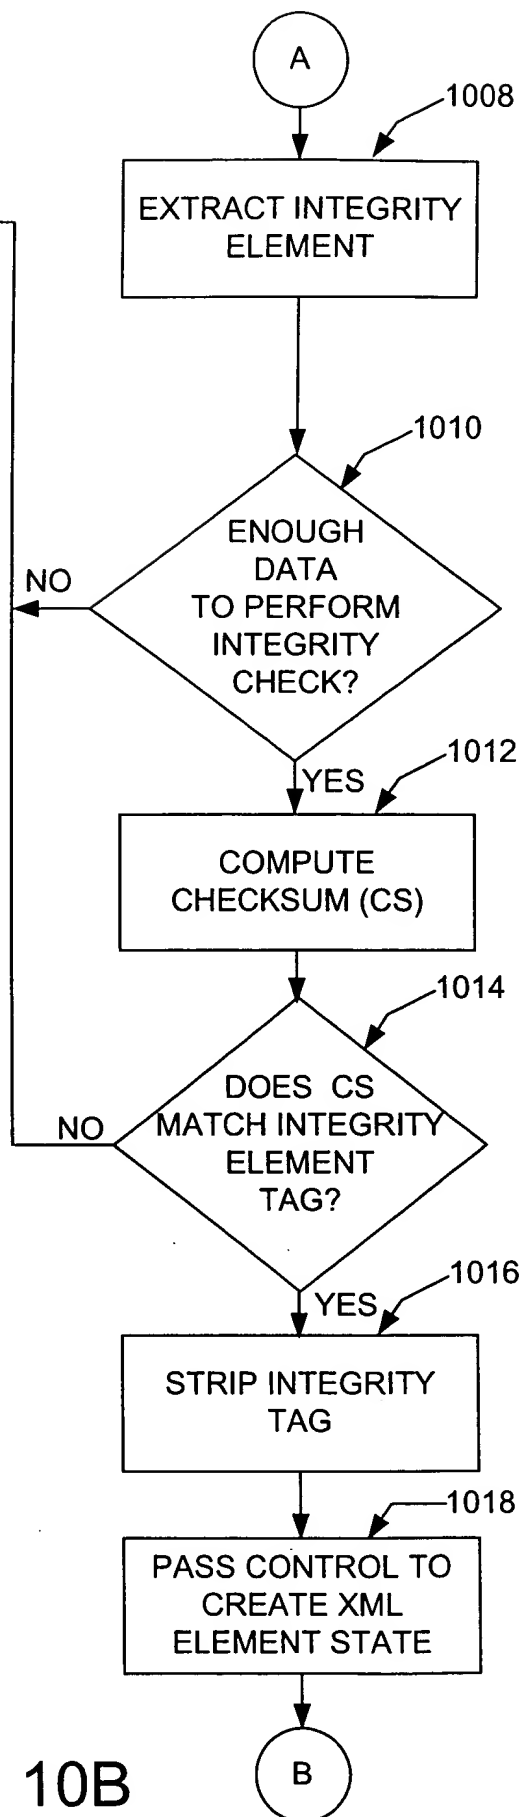 A
1008
EXTRACT INTEGRITY
ELEMENT
1010
ENOUGH
DATA
TO PERFORM
INTEGRITY
CHECK?
NO
1012
YES
COMPUTE
CHECKSUM (CS)
1014
DOES CS
MATCH INTEGRITY
ELEMENT
TAG?
NO
1016
YES
STRIP INTEGRITY
TAG
1018
PASS CONTROL TO
CREATE XML
ELEMENT STATE
B
10B